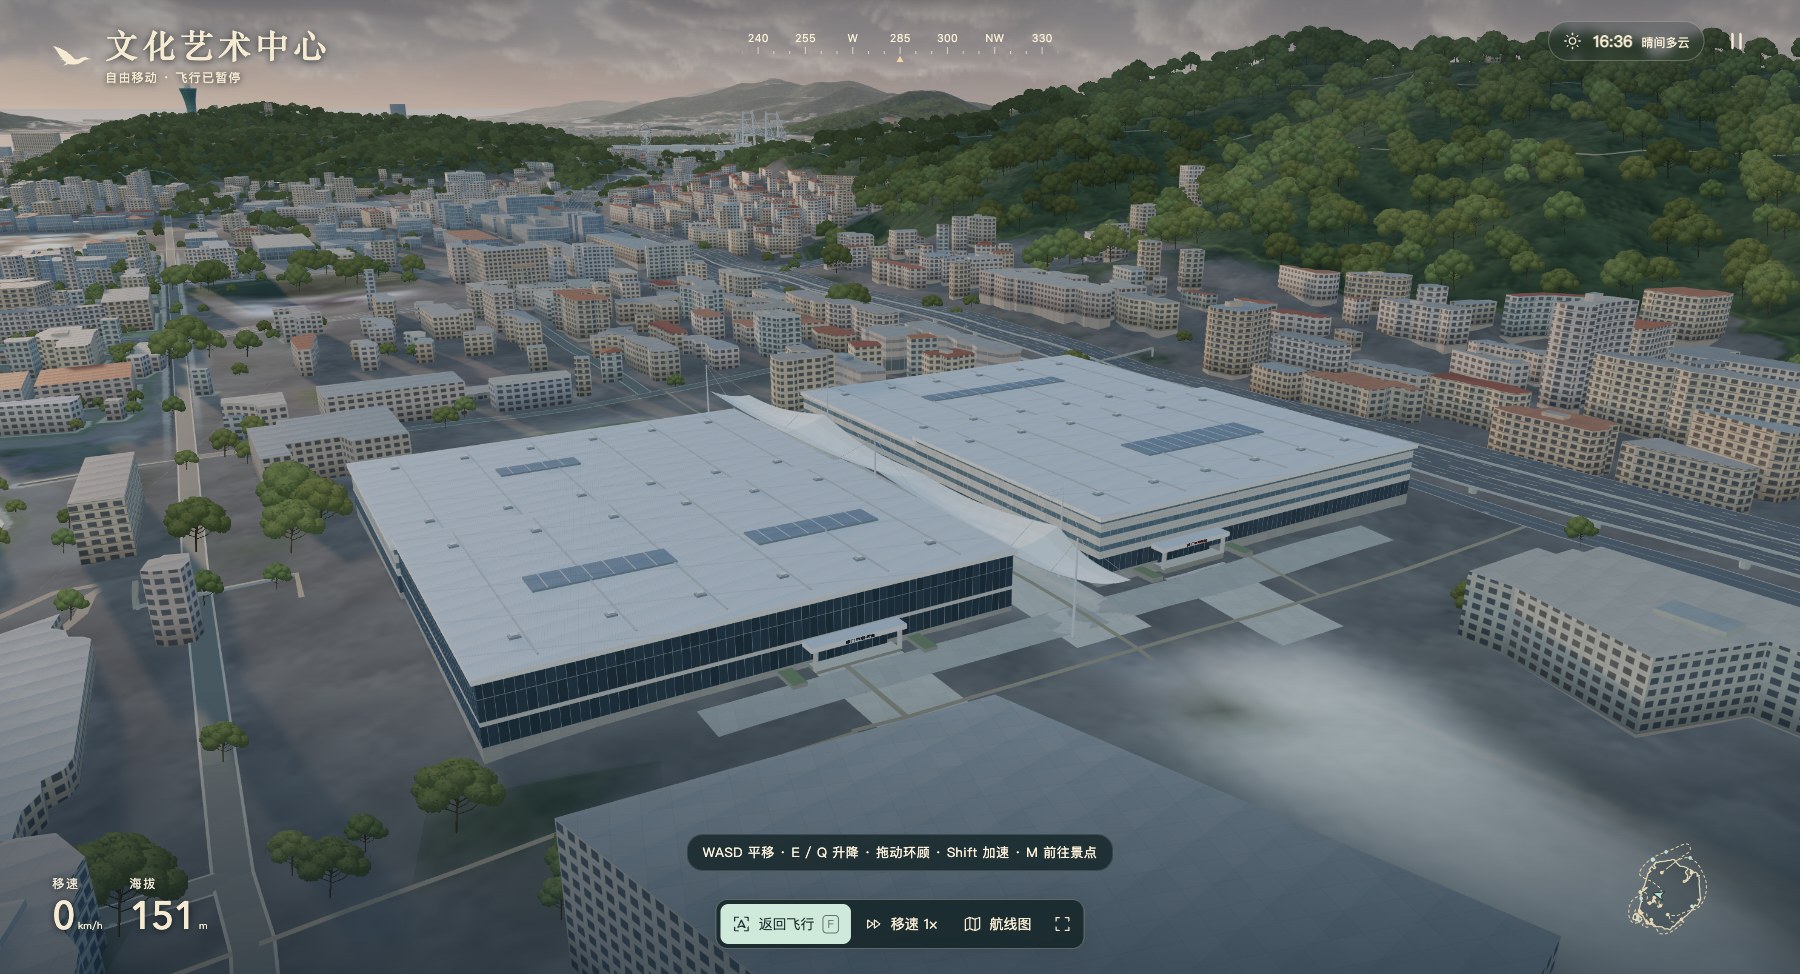 文化艺术中心
自由移动 · 飞行已暂停
240 255 W 285 300 NW 330
16:36 晴间多云
WASD 平移 · E / Q 升降 · 拖动环顾 · Shift 加速 · M 前往景点
移速 海拔
0 km/h 151 m
返回飞行 F 移速 1x 航线图